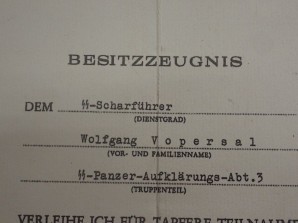 BESITZZEUGNIS
DEM ᛋᛋ-Scharführer
(DIENSTGRAD)
Wolfgang V o p e r s a l
(VOR- UND FAMILIENNAME)
ᛋᛋ-Panzer-Aufklärungs-Abt.3
(TRUPPENTEIL)
VERLEIHE ICH FÜR TAPFERE TEILNAHME